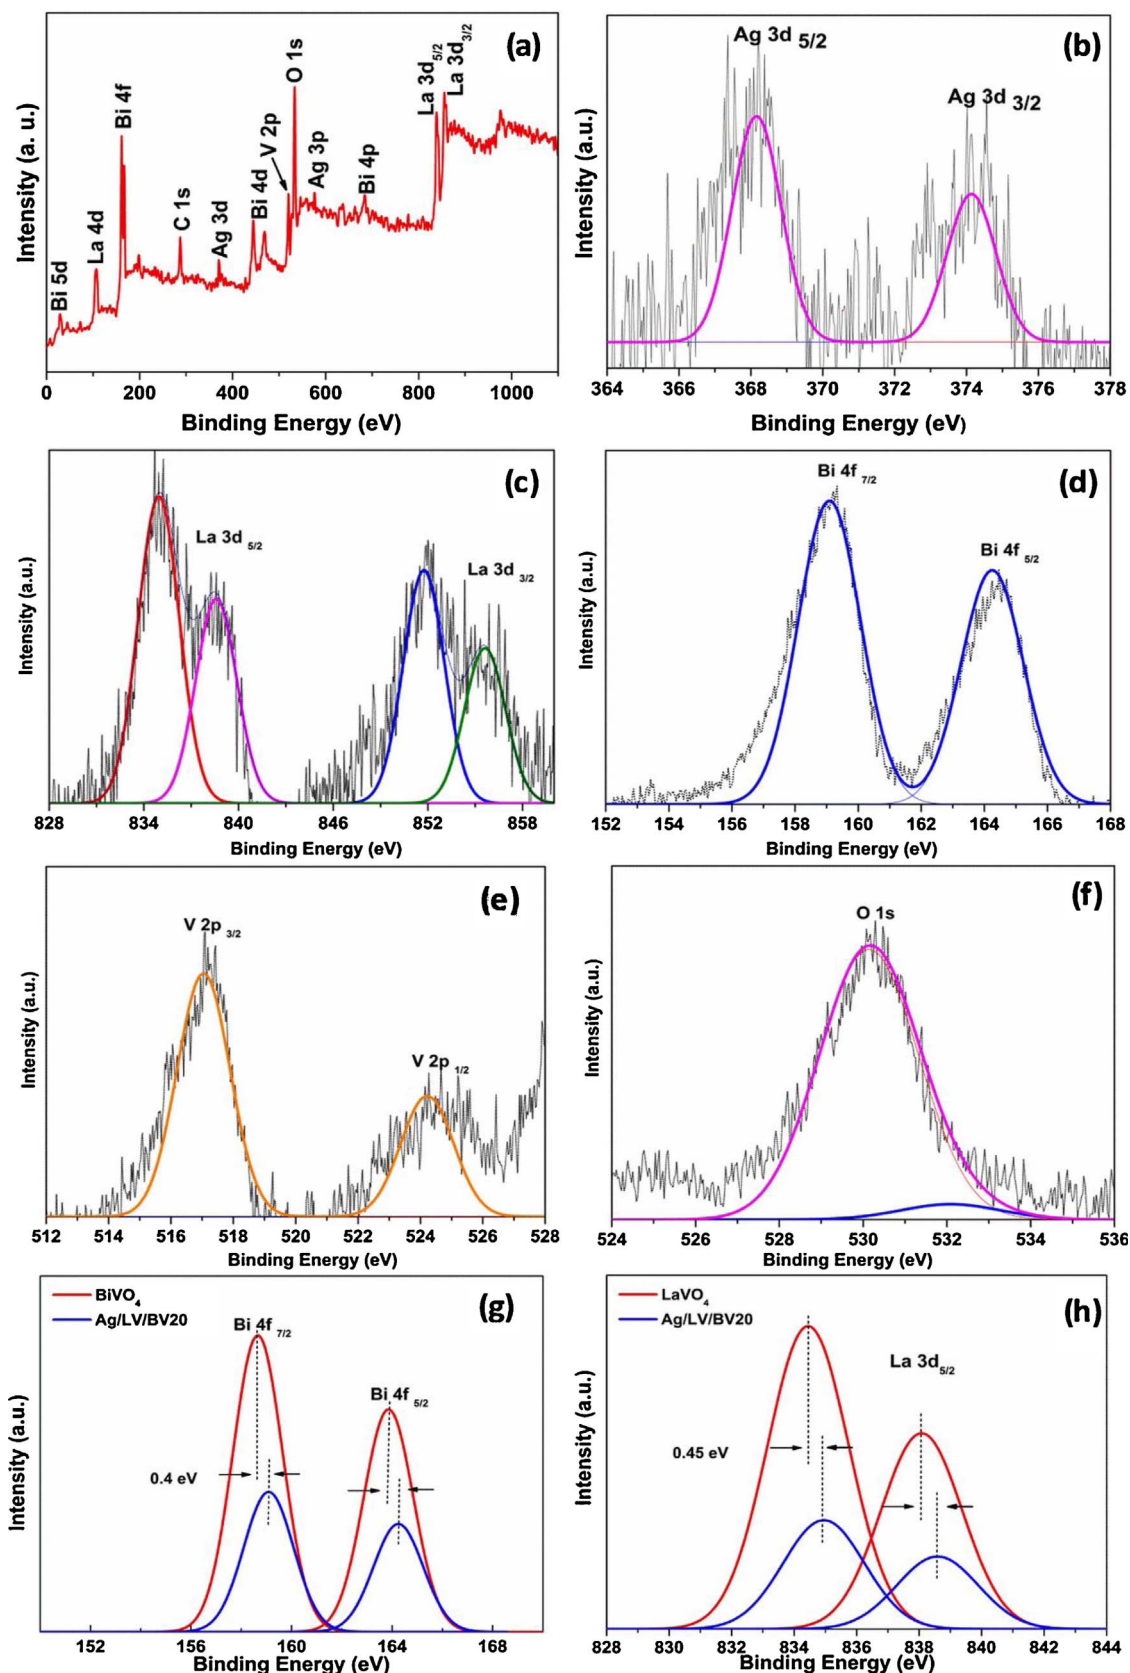 (a)
Bi 5d
La 4d
Bi 4f
C 1s
Ag 3d
Bi 4d
V 2p
O 1s
Ag 3p
Bi 4p
La 3d5/2
La 3d3/2
Intensity (a. u.)
0 200 400 600 800 1000
Binding Energy (eV)
(b)
Ag 3d 5/2
Ag 3d 3/2
Intensity (a.u.)
364 366 368 370 372 374 376 378
Binding Energy (eV)
(c)
La 3d 5/2
La 3d 3/2
Intensity (a.u.)
828 834 840 846 852 858
Binding Energy (eV)
(d)
Bi 4f 7/2
Bi 4f 5/2
Intensity (a.u.)
152 154 156 158 160 162 164 166 168
Binding Energy (eV)
(e)
V 2p 3/2
V 2p 1/2
Intensity (a.u.)
512 514 516 518 520 522 524 526 528
Binding Energy (eV)
(f)
O 1s
Intensity (a.u.)
524 526 528 530 532 534 536
Binding Energy (eV)
(g)
BiVO4
Ag/LV/BV20
Bi 4f 7/2
Bi 4f 5/2
0.4 eV
Intensity (a.u.)
152 156 160 164 168
Binding Energy (eV)
(h)
LaVO4
Ag/LV/BV20
La 3d5/2
0.45 eV
Intensity (a.u.)
828 830 832 834 836 838 840 842 844
Binding Energy (eV)